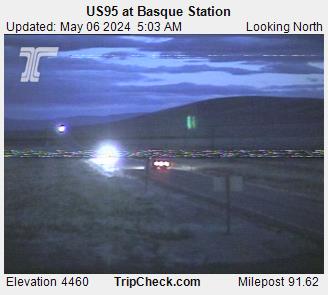 US95 at Basque Station
Updated: May 06 2024 5:03 AM Looking North
Elevation 4460 TripCheck.com Milepost 91.62